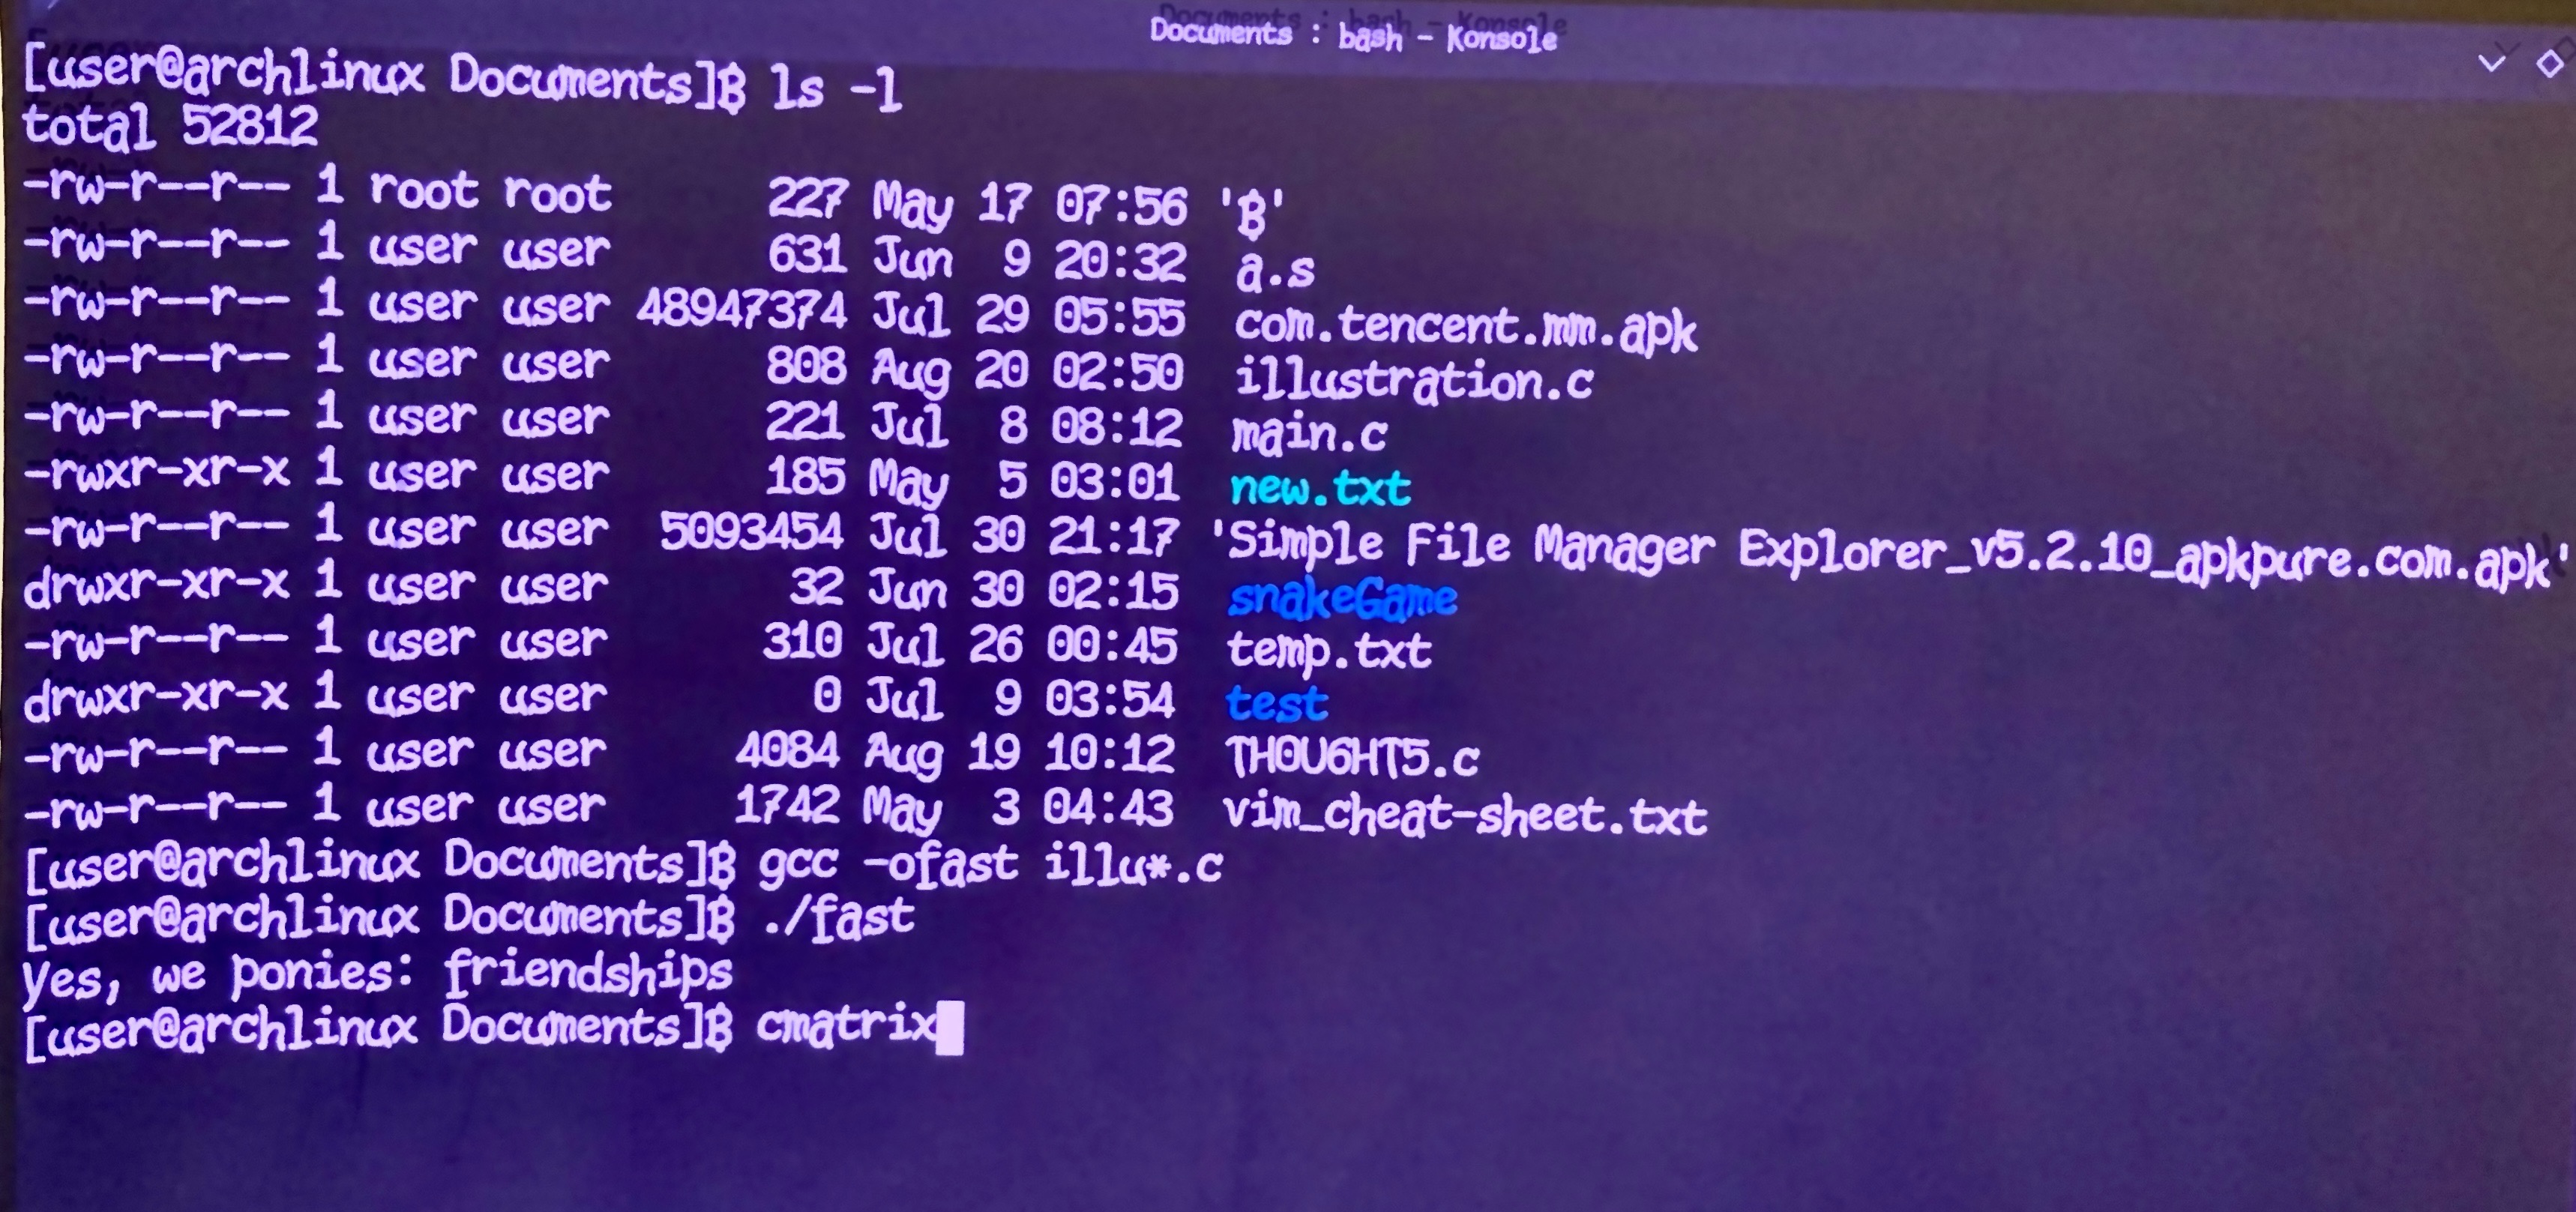 Documents : bash – Konsole
[user@archlinux Documents]₿ ls -l
total 52812
-rw-r--r-- 1 root root      227 May 17 07:56 '₿'
-rw-r--r-- 1 user user      631 Jun  9 20:32  a.s
-rw-r--r-- 1 user user 48947374 Jul 29 05:55  com.tencent.mm.apk
-rw-r--r-- 1 user user      808 Aug 20 02:50  illustration.c
-rw-r--r-- 1 user user      221 Jul  8 08:12  main.c
-rwxr-xr-x 1 user user      185 May  5 03:01  new.txt
-rw-r--r-- 1 user user  5093454 Jul 30 21:17 'Simple File Manager Explorer_v5.2.10_apkpure.com.apk'
drwxr-xr-x 1 user user       32 Jun 30 02:15  snakeGame
-rw-r--r-- 1 user user      310 Jul 26 00:45  temp.txt
drwxr-xr-x 1 user user        0 Jul  9 03:54  test
-rw-r--r-- 1 user user     4084 Aug 19 10:12  TH0U6HT5.c
-rw-r--r-- 1 user user     1742 May  3 04:43  vim_cheat-sheet.txt
[user@archlinux Documents]₿ gcc -ofast illu*.c
[user@archlinux Documents]₿ ./fast
yes, we ponies: friendships
[user@archlinux Documents]₿ cmatrix